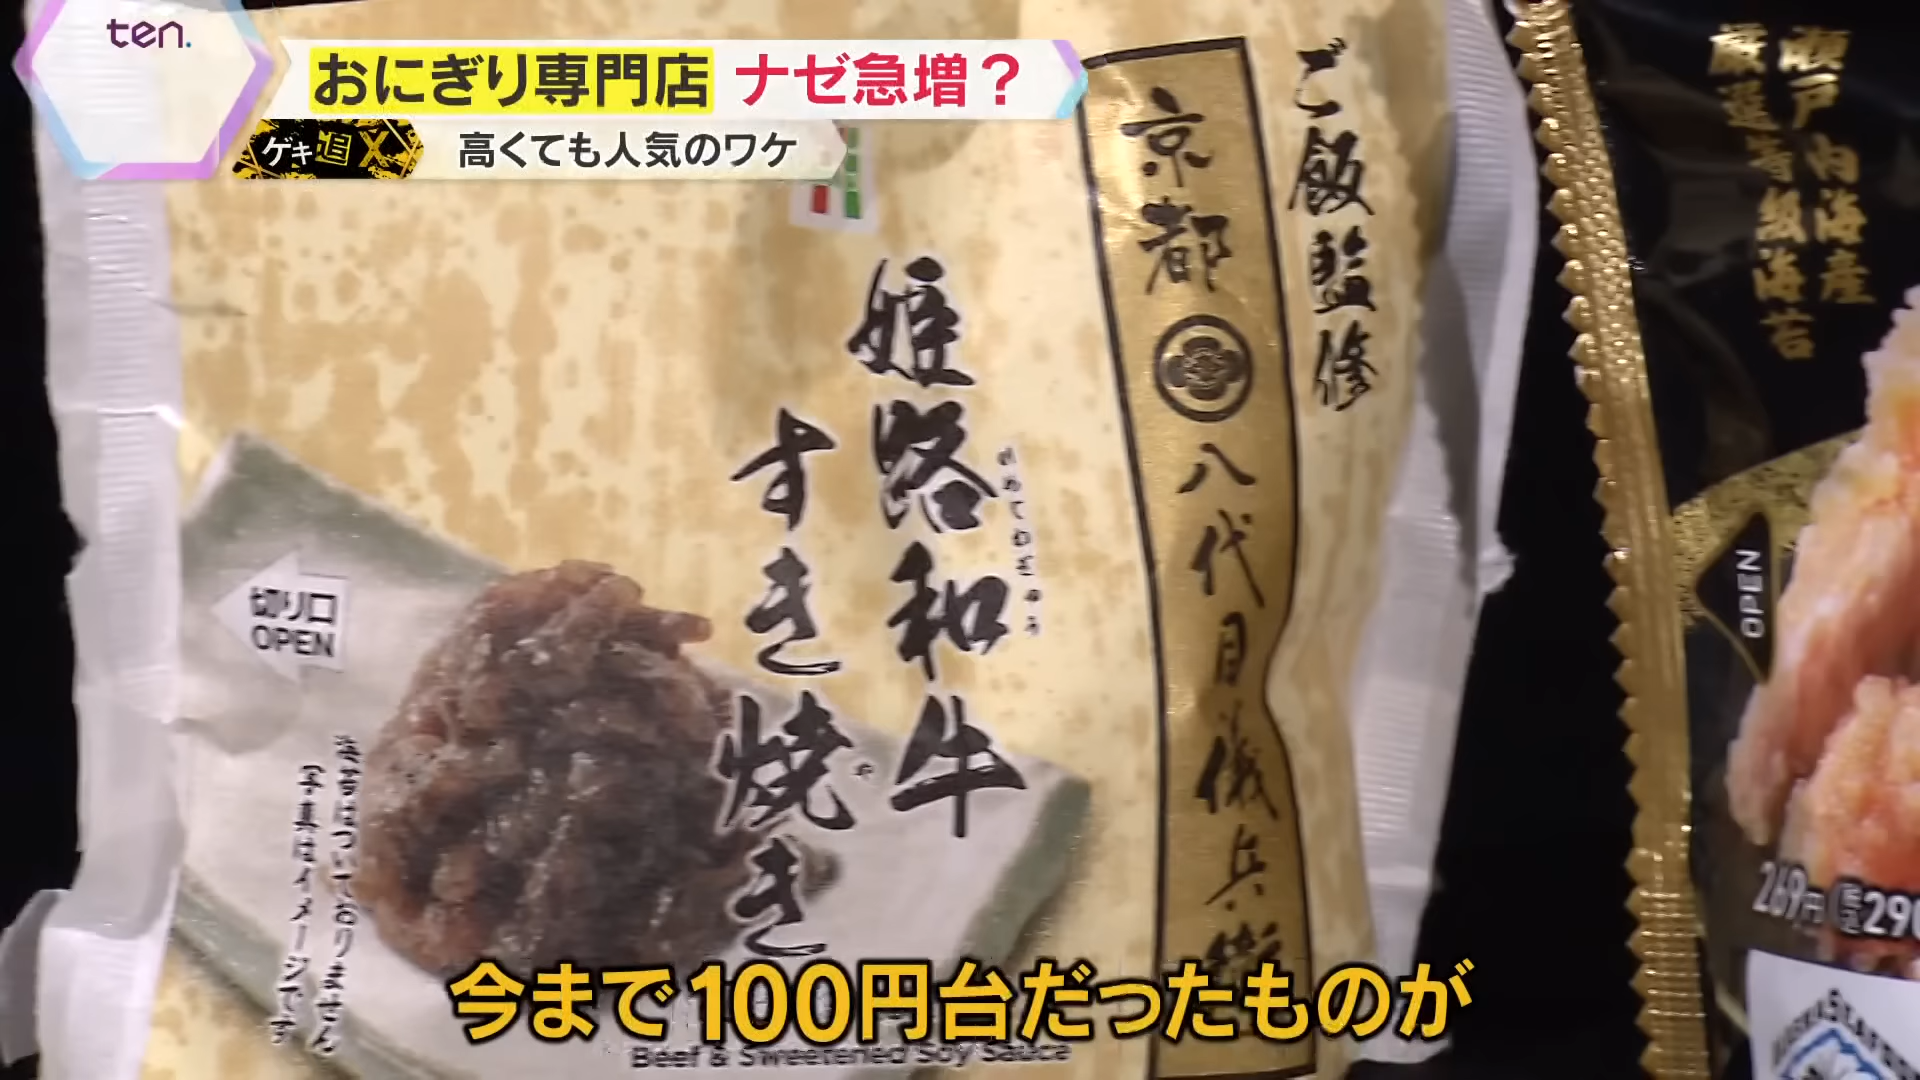 ten.
おにぎり専門店 ナゼ急増?
ゲキ追X
高くても人気のワケ
ご飯監修
京都 八代目儀兵衛
姫路和牛
ひめじわぎゅう
すき焼き
や
切り口
OPEN
海苔はついておりません
写真はイメージです
Beef & Sweetened Soy Sauce
瀬戸内海産
厳選等級海苔
OPEN
269円
290
今まで100円台だったものが